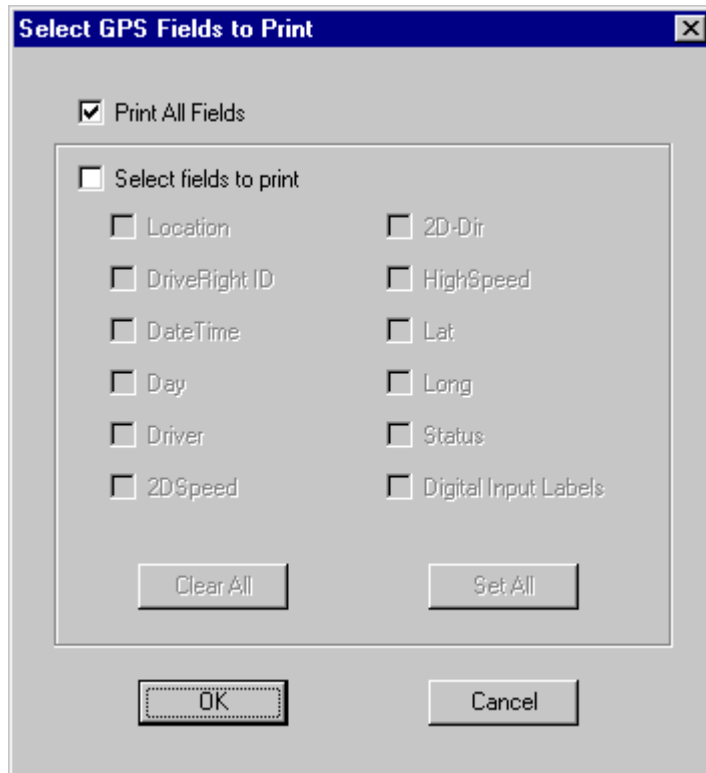 Select GPS Fields to Print
Print All Fields
Select fields to print
Location 2D-Dir
DriveRight ID HighSpeed
DateTime Lat
Day Long
Driver Status
2DSpeed Digital Input Labels
Clear All Set All
OK Cancel